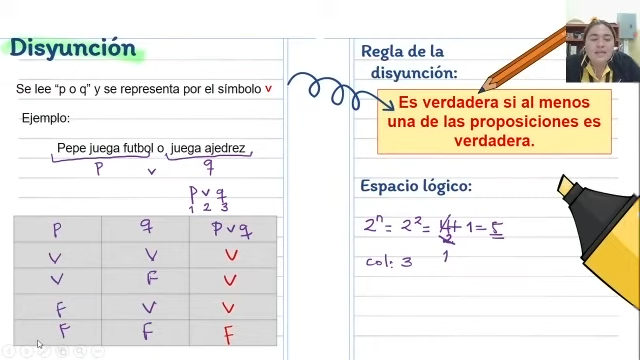 Disyunción
Se lee “p o q” y se representa por el símbolo v
Ejemplo:
Pepe juega futbol o juega ajedrez
p v q
p v q
1 2 3
p q p v q
V V V
V F V
F V V
F F F
Regla de la
disyunción:
Es verdadera si al menos
una de las proposiciones es
verdadera.
Espacio lógico:
2ⁿ = 2² = 4 + 1 = 5
2
col: 3 1